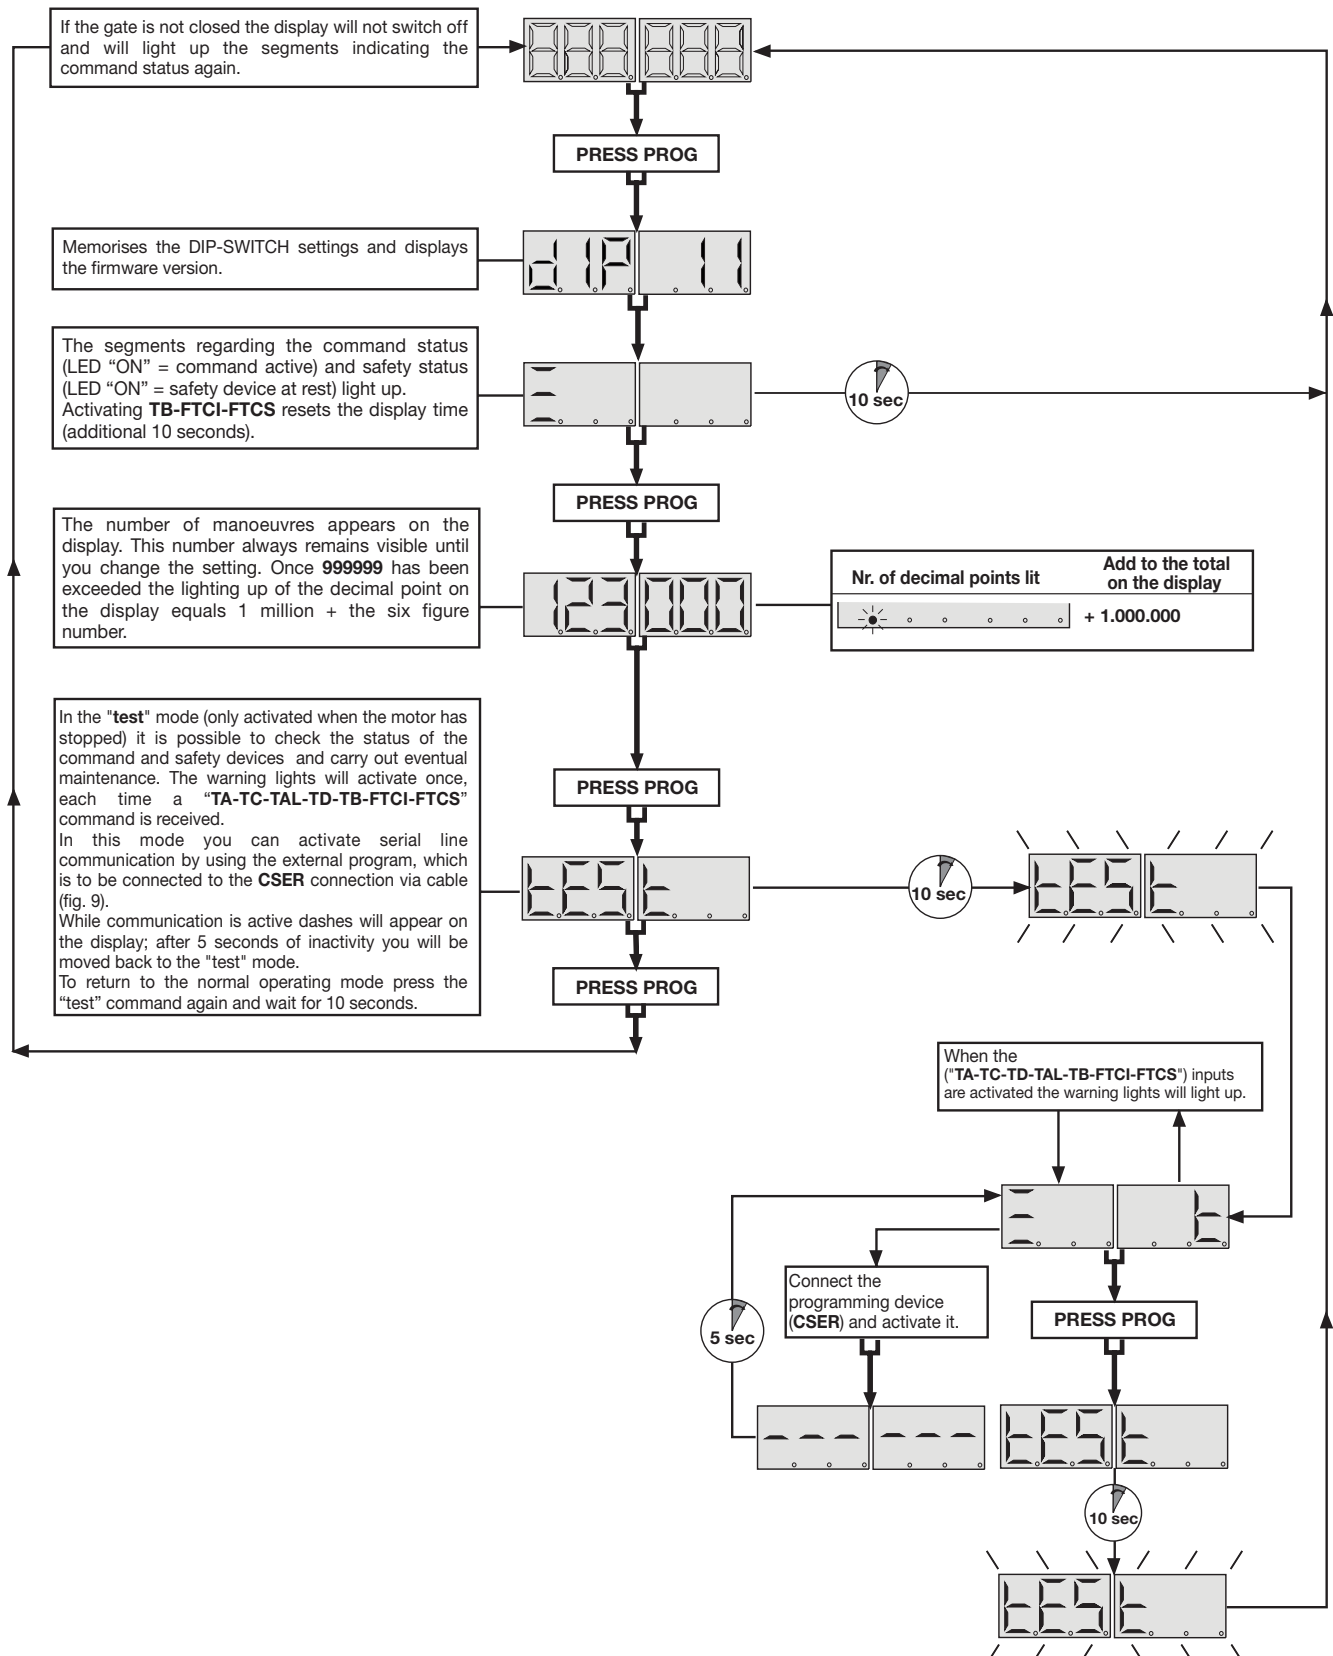 If the gate is not closed the display will not switch off
and will light up the segments indicating the
command status again.
PRESS PROG
Memorises the DIP-SWITCH settings and displays
the firmware version.
dIP 11
The segments regarding the command status
(LED “ON” = command active) and safety status
(LED “ON” = safety device at rest) light up.
Activating TB-FTCI-FTCS resets the display time
(additional 10 seconds).
10 sec
PRESS PROG
The number of manoeuvres appears on the
display. This number always remains visible until
you change the setting. Once 999999 has been
exceeded the lighting up of the decimal point on
the display equals 1 million + the six figure
number.
123000
Nr. of decimal points lit
Add to the total
on the display
+ 1.000.000
In the "test" mode (only activated when the motor has
stopped) it is possible to check the status of the
command and safety devices and carry out eventual
maintenance. The warning lights will activate once,
each time a “TA-TC-TAL-TD-TB-FTCI-FTCS”
command is received.
In this mode you can activate serial line
communication by using the external program, which
is to be connected to the CSER connection via cable
(fig. 9).
While communication is active dashes will appear on
the display; after 5 seconds of inactivity you will be
moved back to the "test" mode.
To return to the normal operating mode press the
“test” command again and wait for 10 seconds.
PRESS PROG
tESt
10 sec
tESt
PRESS PROG
When the
("TA-TC-TD-TAL-TB-FTCI-FTCS") inputs
are activated the warning lights will light up.
t
Connect the
programming device
(CSER) and activate it.
5 sec
PRESS PROG
--- ---
tESt
10 sec
tESt